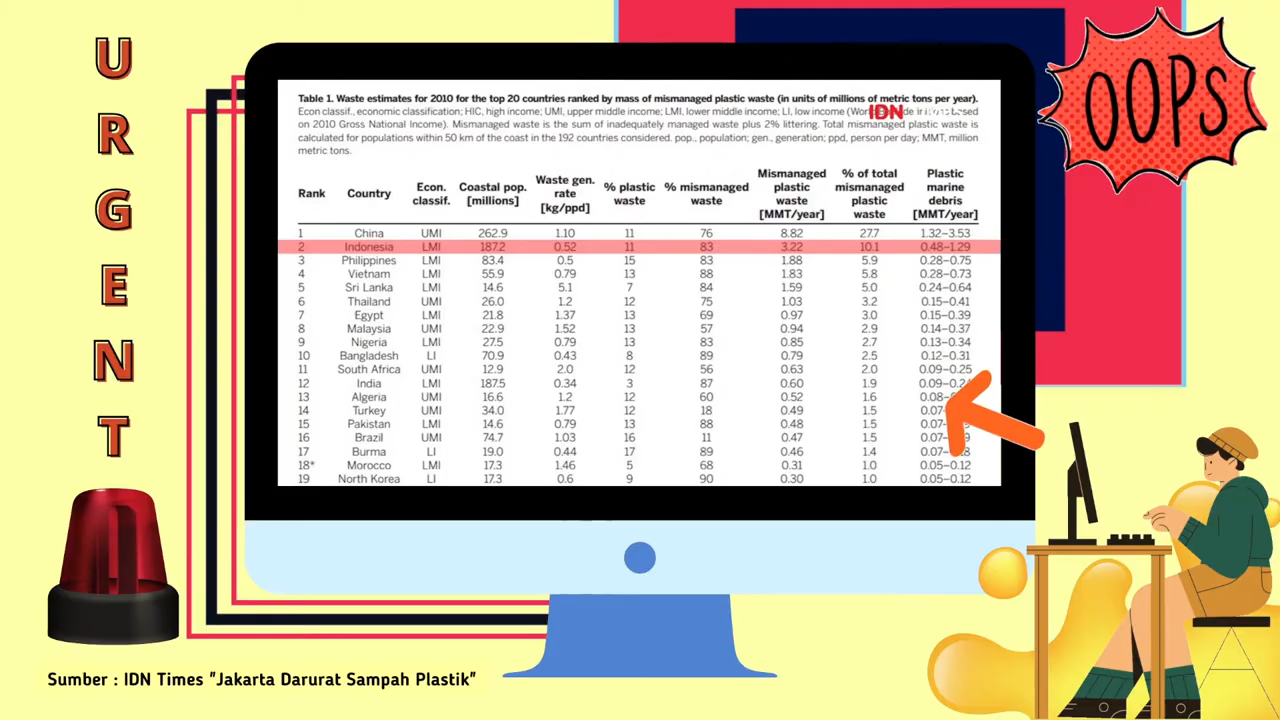 URGENT
OOPS
Table 1. Waste estimates for 2010 for the top 20 countries ranked by mass of mismanaged plastic waste (in units of millions of metric tons per year).
Econ classif., economic classification; HIC, high income; UMI, upper middle income; LMI, lower middle income; LI, low income (Wor
IDN
based
on 2010 Gross National Income). Mismanaged waste is the sum of inadequately managed waste plus 2% littering. Total mismanaged plastic waste is
calculated for populations within 50 km of the coast in the 192 countries considered. pop., population; gen., generation; ppd, person per day; MMT, million
metric tons.
Rank Country Econ. classif. Coastal pop. [millions] Waste gen. rate [kg/ppd] % plastic waste % mismanaged waste Mismanaged plastic waste [MMT/year] % of total mismanaged plastic waste Plastic marine debris [MMT/year]
1 China UMI 262.9 1.10 11 76 8.82 27.7 1.32–3.53
2 Indonesia LMI 187.2 0.52 11 83 3.22 10.1 0.48–1.29
3 Philippines LMI 83.4 0.5 15 83 1.88 5.9 0.28–0.75
4 Vietnam LMI 55.9 0.79 13 88 1.83 5.8 0.28–0.73
5 Sri Lanka LMI 14.6 5.1 7 84 1.59 5.0 0.24–0.64
6 Thailand UMI 26.0 1.2 12 75 1.03 3.2 0.15–0.41
7 Egypt LMI 21.8 1.37 13 69 0.97 3.0 0.15–0.39
8 Malaysia UMI 22.9 1.52 13 57 0.94 2.9 0.14–0.37
9 Nigeria LMI 27.5 0.79 13 83 0.85 2.7 0.13–0.34
10 Bangladesh LI 70.9 0.43 8 89 0.79 2.5 0.12–0.31
11 South Africa UMI 12.9 2.0 12 56 0.63 2.0 0.09–0.25
12 India LMI 187.5 0.34 3 87 0.60 1.9 0.09–0.24
13 Algeria UMI 16.6 1.2 12 60 0.52 1.6 0.08–
14 Turkey UMI 34.0 1.77 12 18 0.49 1.5 0.07
15 Pakistan LMI 14.6 0.79 13 88 0.48 1.5 0.07
16 Brazil UMI 74.7 1.03 16 11 0.47 1.5 0.07
17 Burma LI 19.0 0.44 17 89 0.46 1.4 0.07–
18* Morocco LMI 17.3 1.46 5 68 0.31 1.0 0.05–0.12
19 North Korea LI 17.3 0.6 9 90 0.30 1.0 0.05–0.12
Sumber : IDN Times "Jakarta Darurat Sampah Plastik"